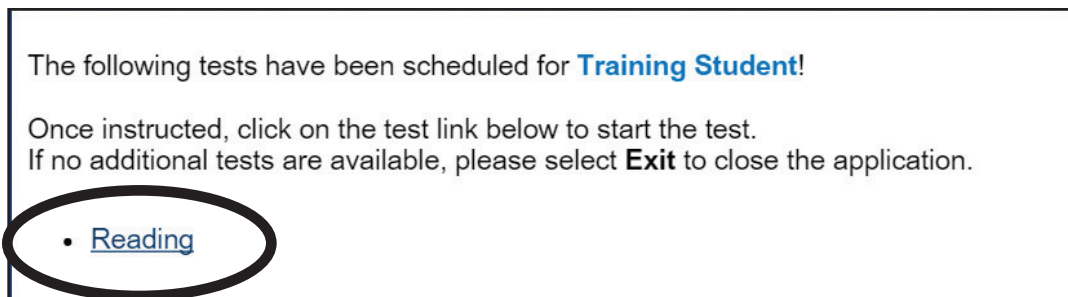 The following tests have been scheduled for Training Student!
Once instructed, click on the test link below to start the test.
If no additional tests are available, please select Exit to close the application.
• Reading